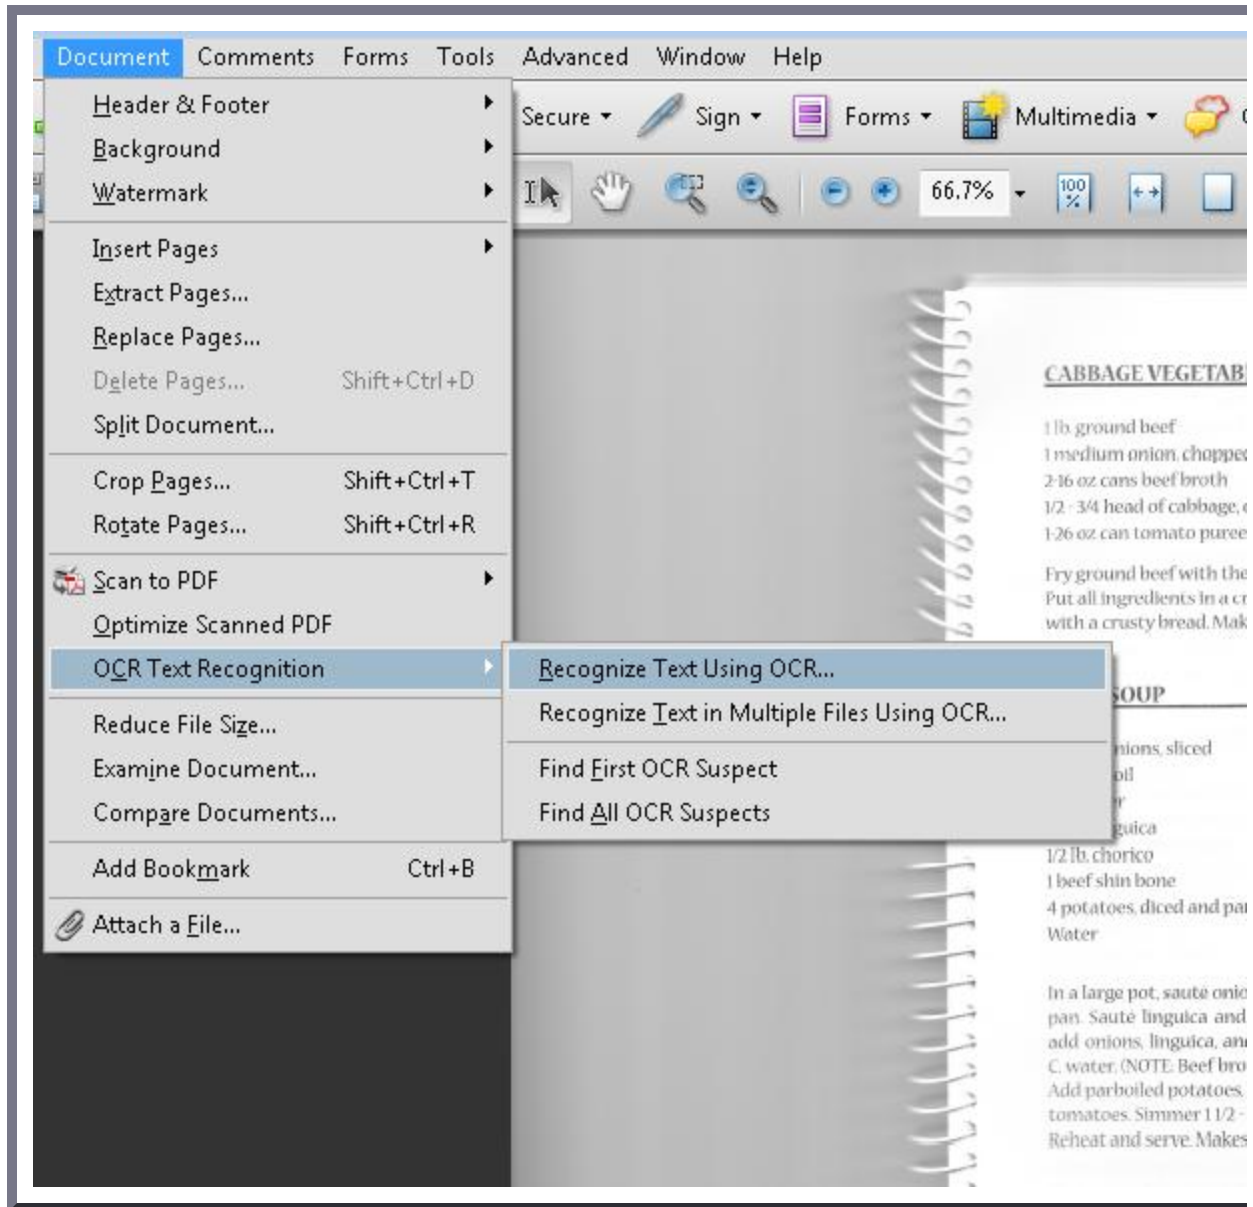 Document Comments Forms Tools Advanced Window Help
Secure Sign Forms Multimedia
66.7% 100 %
Header & Footer
Background
Watermark
Insert Pages
Extract Pages...
Replace Pages...
Delete Pages... Shift+Ctrl+D
Split Document...
Crop Pages... Shift+Ctrl+T
Rotate Pages... Shift+Ctrl+R
Scan to PDF
Optimize Scanned PDF
OCR Text Recognition
Reduce File Size...
Examine Document...
Compare Documents...
Add Bookmark Ctrl+B
Attach a File...
Recognize Text Using OCR...
Recognize Text in Multiple Files Using OCR...
Find First OCR Suspect
Find All OCR Suspects
CABBAGE
1 lb. ground beef
1 medium onion,
2-16 oz cans beef broth
1/2 - 3/4 head of cabbage,
1-26 oz can tomato puree
Fry ground beef with the
Put all ingredients in a
with a crusty bread.
SOUP
sliced
oil
1/2 lb. chorico
1 beef shin bone
4 potatoes, diced and
Water
In a large pot, saute
pan. Saute linguica and
add onions, linguica,
C. water. (NOTE: Beef
Add parboiled potatoes,
tomatoes. Simmer 1 1/2 -
Reheat and serve. Makes